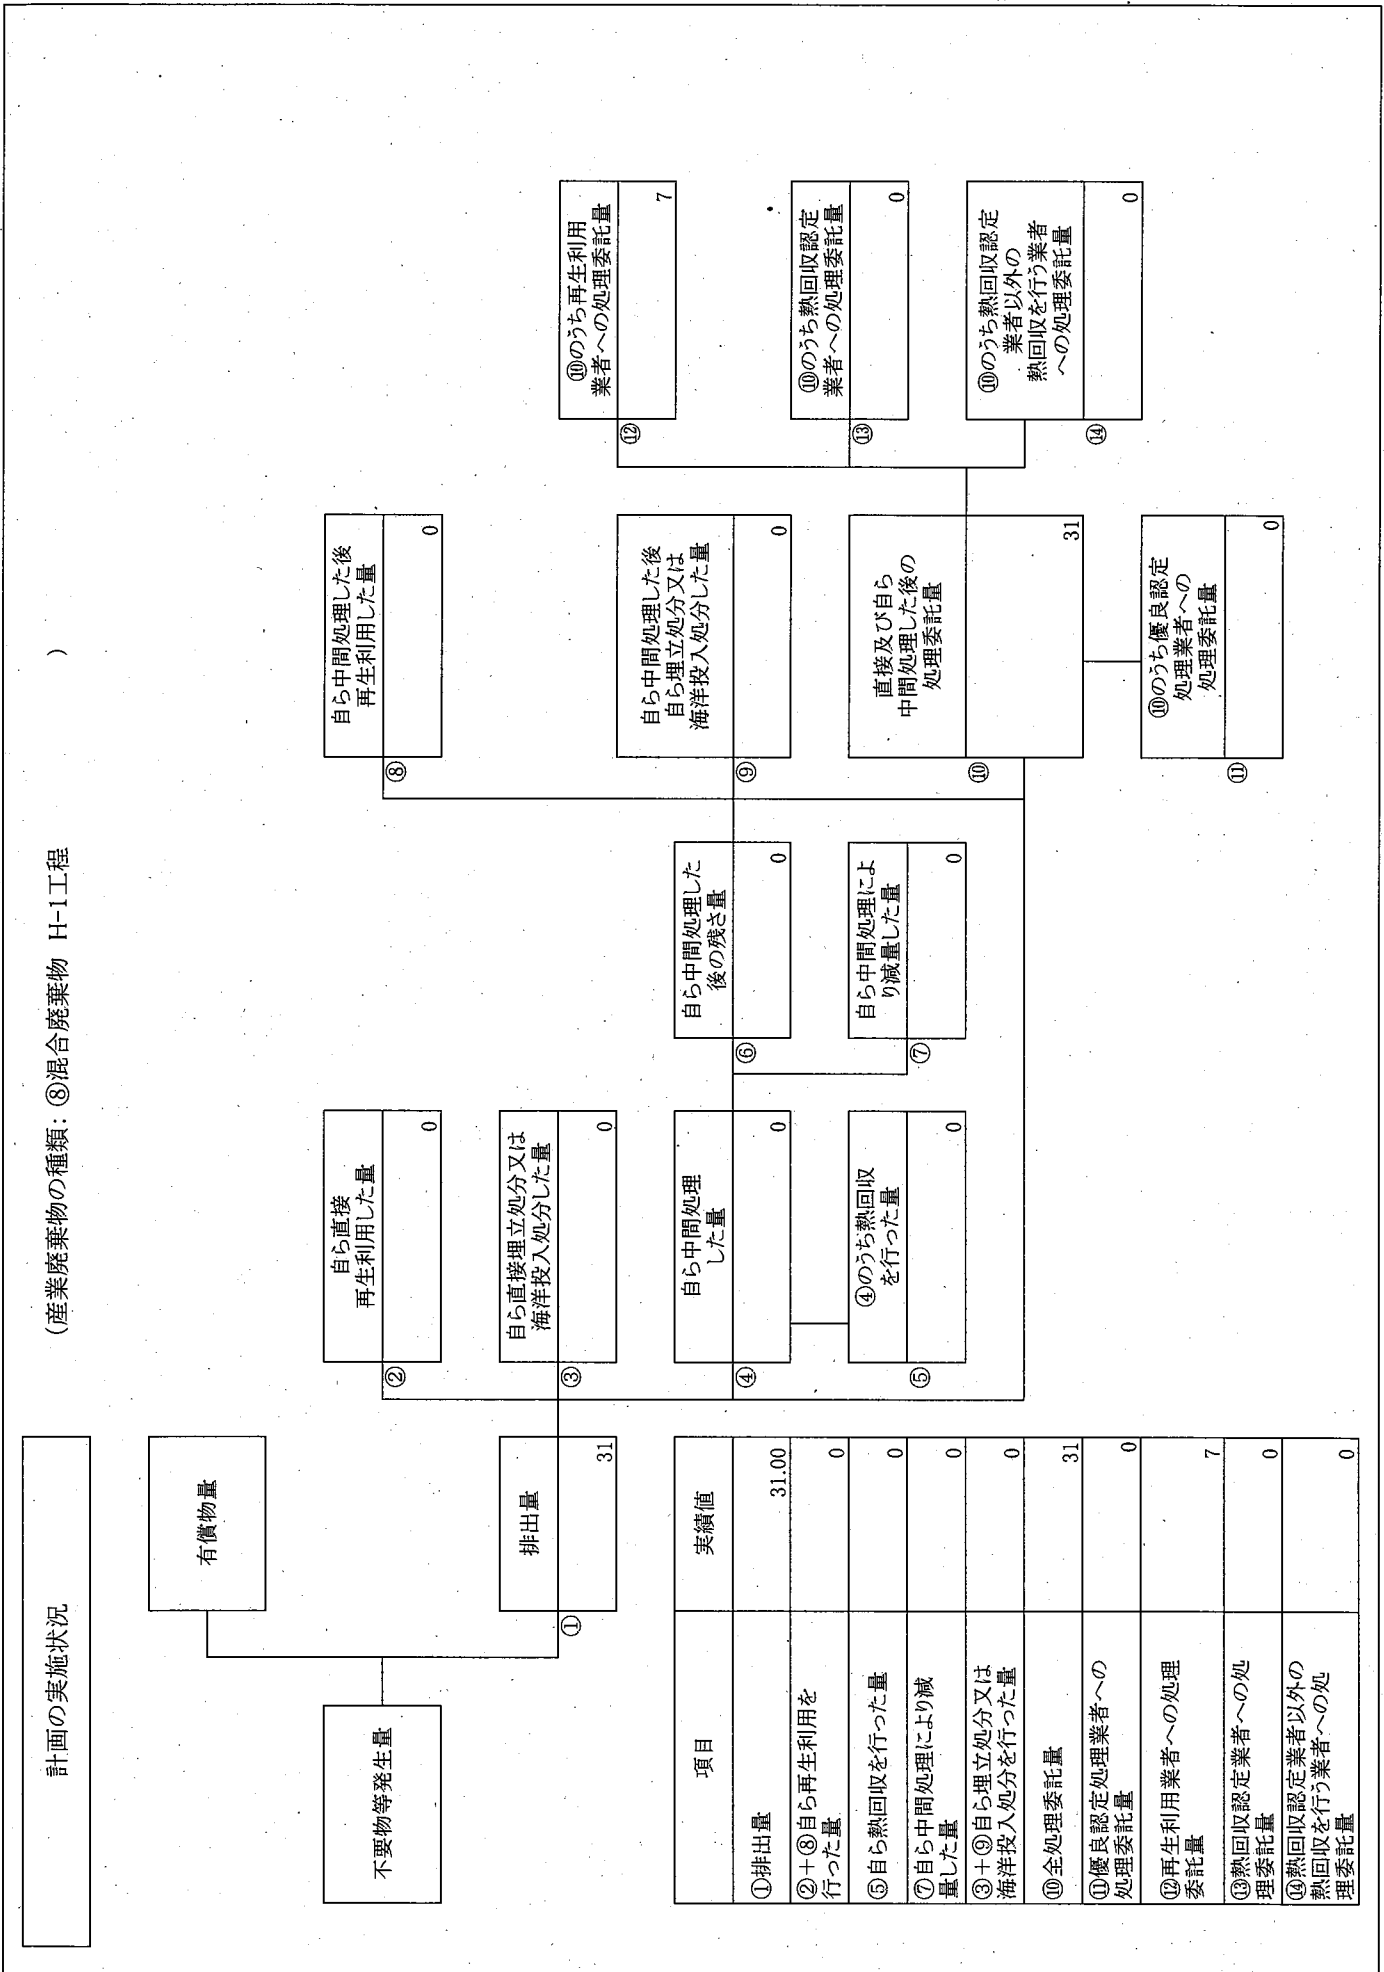 計画の実施状況
(産業廃棄物の種類:⑧混合廃棄物 H-1工程 )
不要物等発生量
有償物量
①
排出量
31
②
自ら直接
再生利用した量
0
③
自ら直接埋立処分又は
海洋投入処分した量
0
④
自ら中間処理
した量
0
⑤
④のうち熱回収
を行った量
0
⑥
自ら中間処理した
後の残さ量
0
⑦
自ら中間処理によ
り減量した量
0
⑧
自ら中間処理した後
再生利用した量
0
⑨
自ら中間処理した後
自ら埋立処分又は
海洋投入処分した量
0
⑩
直接及び自ら
中間処理した後の
処理委託量
31
⑪
⑩のうち優良認定
処理業者への
処理委託量
0
⑫
⑩のうち再生利用
業者への処理委託量
7
⑬
⑩のうち熱回収認定
業者への処理委託量
0
⑭
⑩のうち熱回収認定
業者以外の
熱回収を行う業者
への処理委託量
0
項目 実績値
①排出量 31.00
②+⑧自ら再生利用を
行った量 0
⑤自ら熱回収を行った量 0
⑦自ら中間処理により減
量した量 0
③+⑨自ら埋立処分又は
海洋投入処分を行った量 0
⑩全処理委託量 31
⑪優良認定処理業者への
処理委託量 0
⑫再生利用業者への処理
委託量 7
⑬熱回収認定業者への処
理委託量 0
⑭熱回収認定業者以外の
熱回収を行う業者への処
理委託量 0